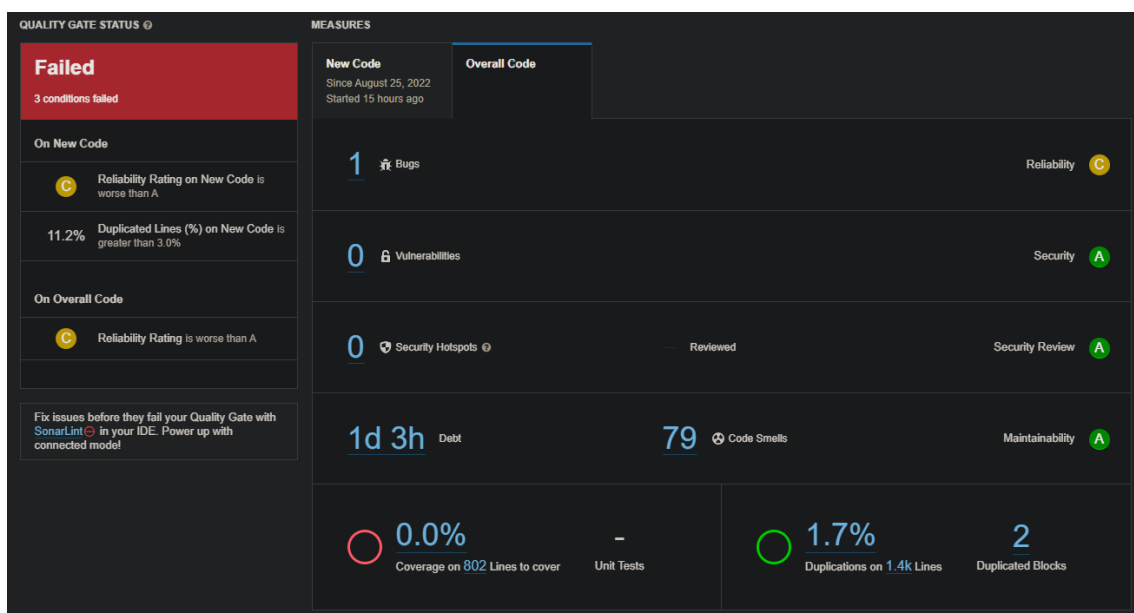 QUALITY GATE STATUS
Failed
3 conditions failed
On New Code
C
Reliability Rating on New Code is
worse than A
11.2%
Duplicated Lines (%) on New Code is
greater than 3.0%
On Overall Code
C
Reliability Rating is worse than A
Fix issues before they fail your Quality Gate with
SonarLint in your IDE. Power up with
connected mode!
MEASURES
New Code
Since August 25, 2022
Started 15 hours ago
Overall Code
1 Bugs
Reliability C
0 Vulnerabilities
Security A
0 Security Hotspots ?
— Reviewed
Security Review A
1d 3h Debt
79 Code Smells
Maintainability A
0.0%
Coverage on 802 Lines to cover
-
Unit Tests
1.7%
Duplications on 1.4k Lines
2
Duplicated Blocks